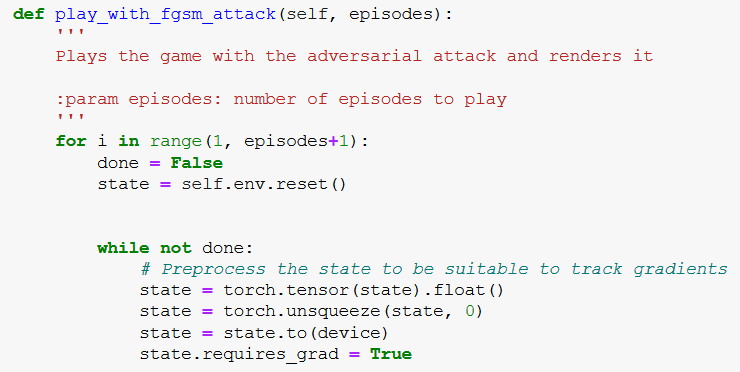 def play_with_fgsm_attack(self, episodes):
    '''
    Plays the game with the adversarial attack and renders it

    :param episodes: number of episodes to play
    '''
    for i in range(1, episodes+1):
        done = False
        state = self.env.reset()


        while not done:
            # Preprocess the state to be suitable to track gradients
            state = torch.tensor(state).float()
            state = torch.unsqueeze(state, 0)
            state = state.to(device)
            state.requires_grad = True